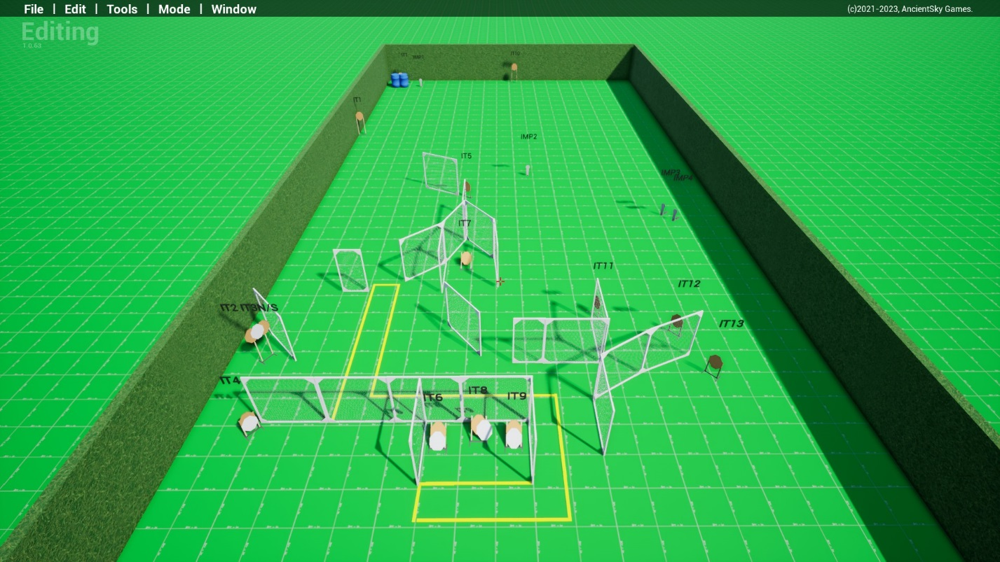 File | Edit | Tools | Mode | Window
(c)2021-2023, AncientSky Games.
Editing
1.0.63
IT10
IT1
IMP2
IT5
IMP3
IMP4
IT7
IT11
IT12
IT2 IT3N/S
IT13
IT4
IT6
IT8
IT9